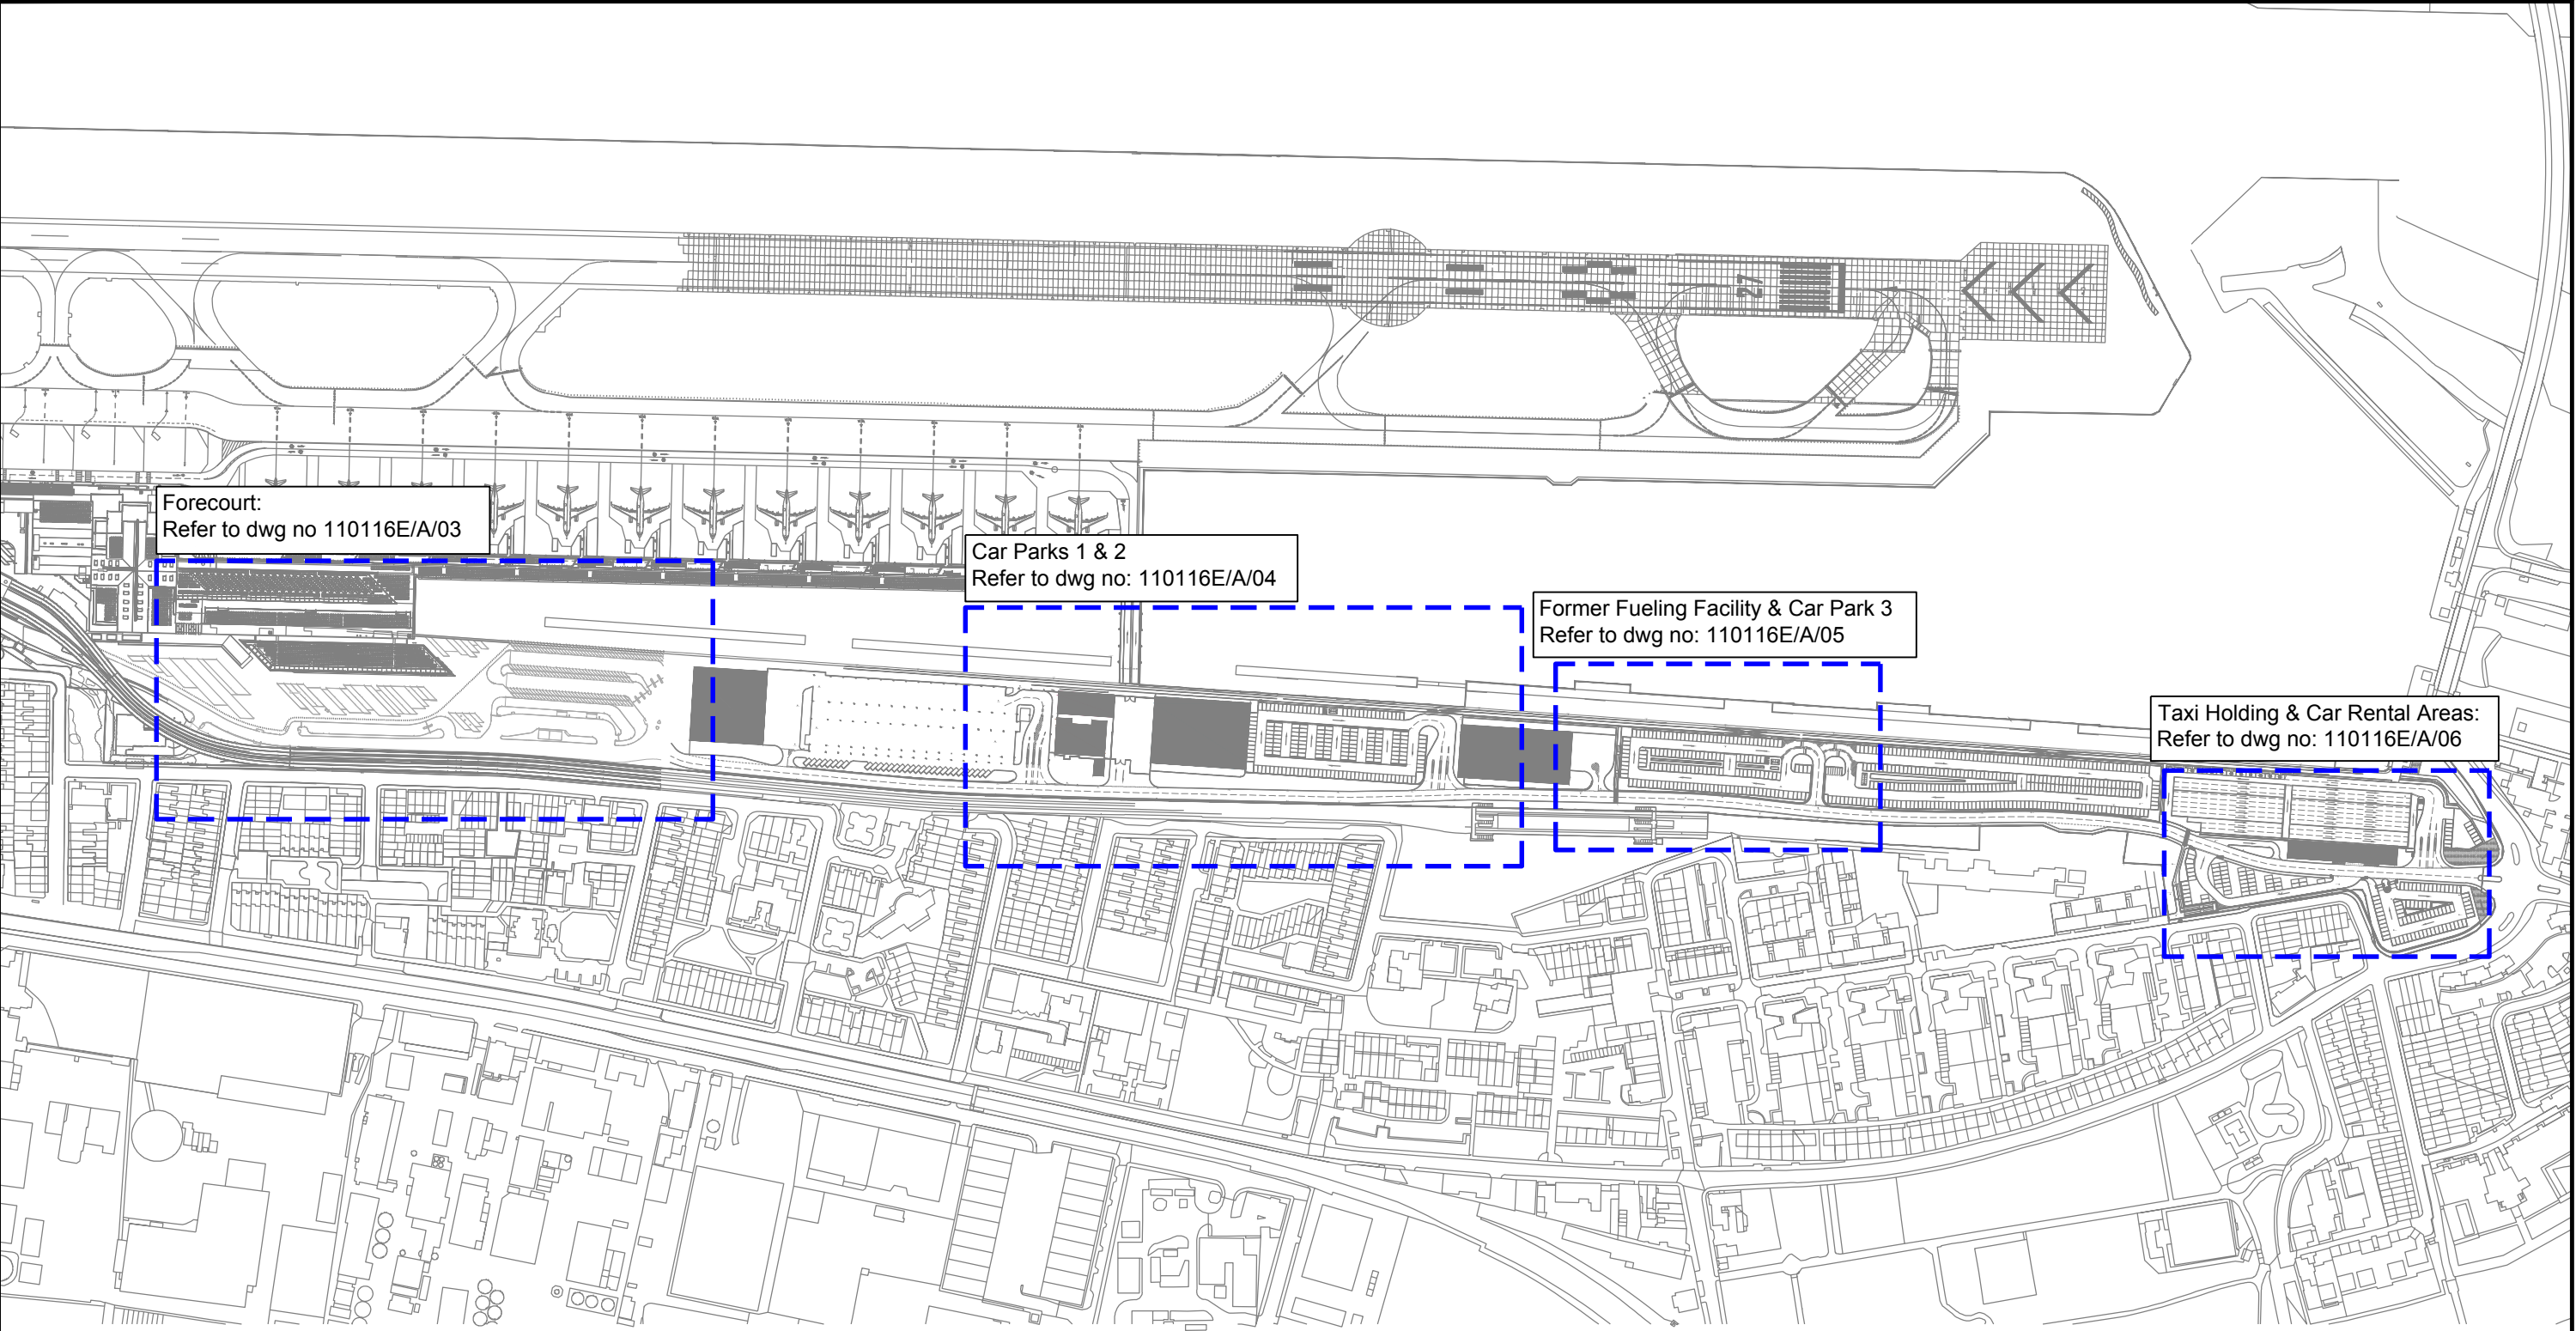 27
Forecourt:
Refer to dwg no 110116E/A/03
Car Parks 1 & 2
Refer to dwg no: 110116E/A/04
Former Fueling Facility & Car Park 3
Refer to dwg no: 110116E/A/05
Taxi Holding & Car Rental Areas:
Refer to dwg no: 110116E/A/06